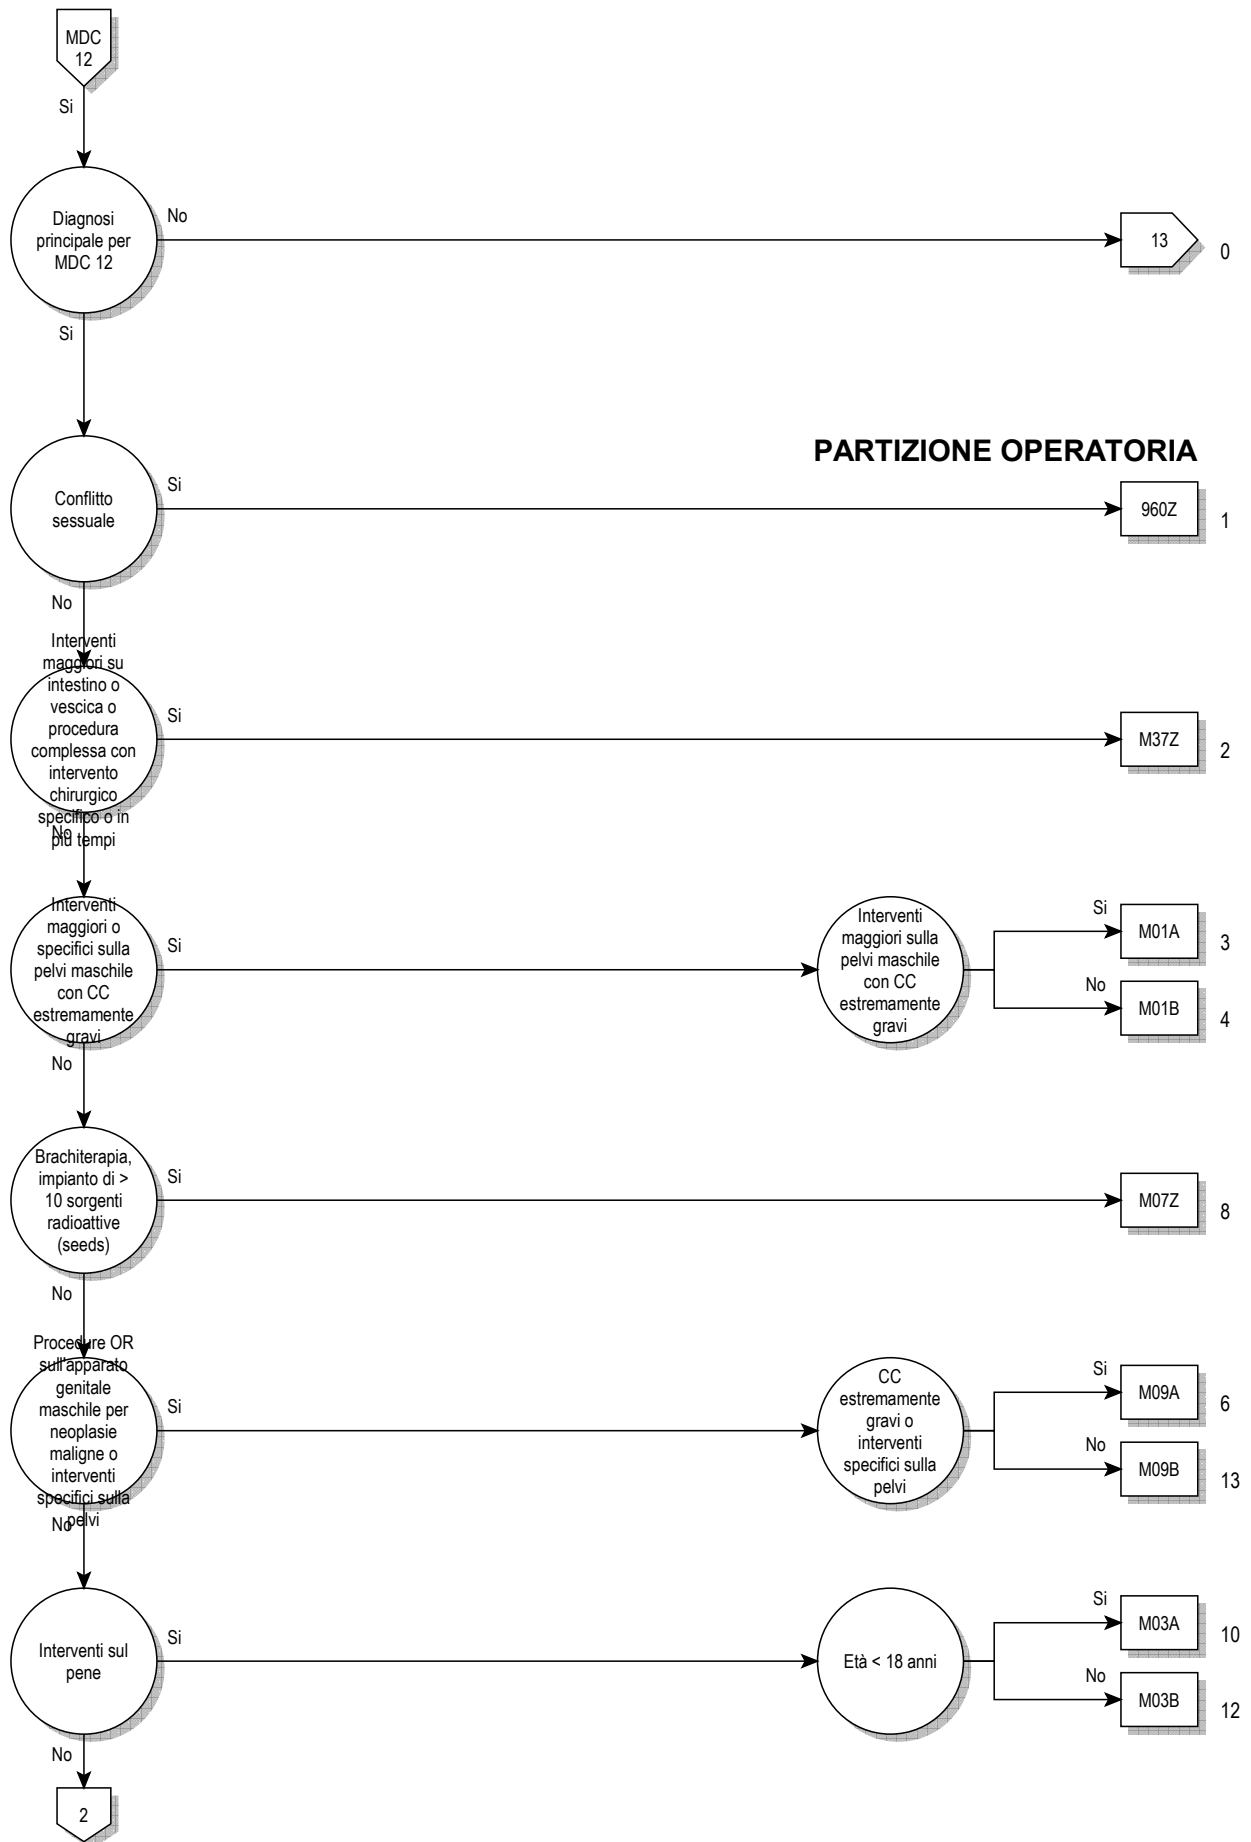 MDC
12
Si
Diagnosi
principale per
MDC 12
No
13
0
Si
PARTIZIONE OPERATORIA
Conflitto
sessuale
Si
960Z
1
No
Interventi
maggiori su
intestino o
vescica o
procedura
complessa con
intervento
chirurgico
specifico o in
più tempi
Si
M37Z
2
No
Interventi
maggiori o
specifici sulla
pelvi maschile
con CC
estremamente
gravi
Si
Interventi
maggiori sulla
pelvi maschile
con CC
estremamente
gravi
Si
M01A
3
No
M01B
4
No
Brachiterapia,
impianto di >
10 sorgenti
radioattive
(seeds)
Si
M07Z
8
No
Procedure OR
sull'apparato
genitale
maschile per
neoplasie
maligne o
interventi
specifici sulla
pelvi
Si
CC
estremamente
gravi o
interventi
specifici sulla
pelvi
Si
M09A
6
No
M09B
13
No
Interventi sul
pene
Si
Età < 18 anni
Si
M03A
10
No
M03B
12
No
2